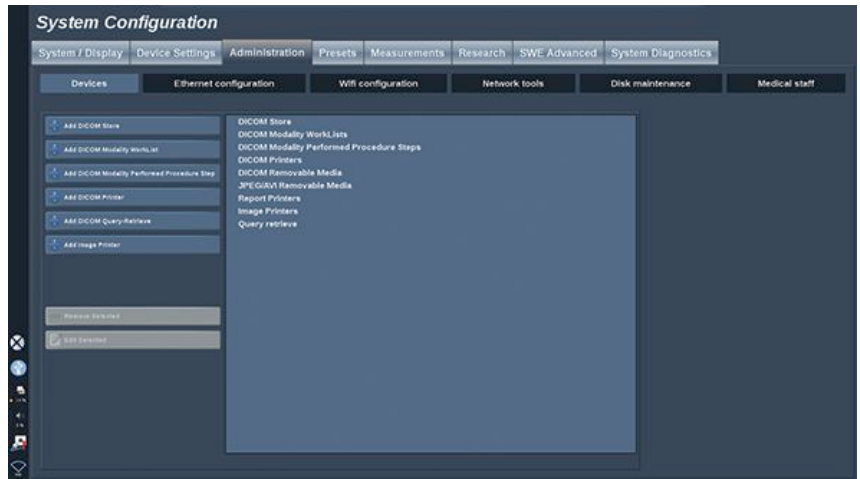 System Configuration
System / Display Device Settings Administration Presets Measurements Research SWE Advanced System Diagnostics
Devices Ethernet configuration Wifi configuration Network tools Disk maintenance Medical staff
Add DICOM Store
Add DICOM Modality WorkList
Add DICOM Modality Performed Procedure Step
Add DICOM Printer
Add DICOM Query-Retrieve
Add Image Printer
Remove Selected
Edit Selected
DICOM Store
DICOM Modality WorkLists
DICOM Modality Performed Procedure Steps
DICOM Printers
DICOM Removable Media
JPEG/AVI Removable Media
Report Printers
Image Printers
Query retrieve